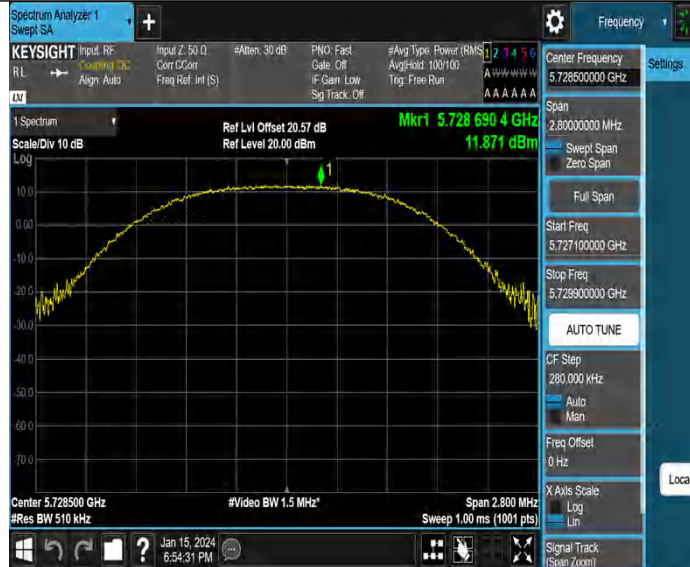 Spectrum Analyzer 1
Swept SA
+
Frequency
KEYSIGHT
Input: RF
Input Z: 50 Ω
#Atten: 30 dB
PNO: Fast
#Avg Type: Power (RMS)
1 2 3 4 5 6
RL
Coupling: DC
Corr CCorr
Gate: Off
Avg|Hold: 100/100
A W W W W W
Align: Auto
Freq Ref: Int (S)
IF Gain: Low
Trig: Free Run
Sig Track: Off
A A A A A A
LXI
1 Spectrum
Ref Lvl Offset 20.57 dB
Mkr1 5.728 690 4 GHz
Scale/Div 10 dB
Ref Level 20.00 dBm
11.871 dBm
Log
1
10.0
0.00
-10.0
-20.0
-30.0
-40.0
-50.0
-60.0
-70.0
Center 5.728500 GHz
#Video BW 1.5 MHz*
Span 2.800 MHz
#Res BW 510 kHz
Sweep 1.00 ms (1001 pts)
?
Jan 15, 2024
6:54:31 PM
Center Frequency
5.728500000 GHz
Settings
Span
2.80000000 MHz
Swept Span
Zero Span
Full Span
Start Freq
5.727100000 GHz
Stop Freq
5.729900000 GHz
AUTO TUNE
CF Step
280.000 kHz
Auto
Man
Freq Offset
0 Hz
Loca
X Axis Scale
Log
Lin
Signal Track
(Span Zoom)